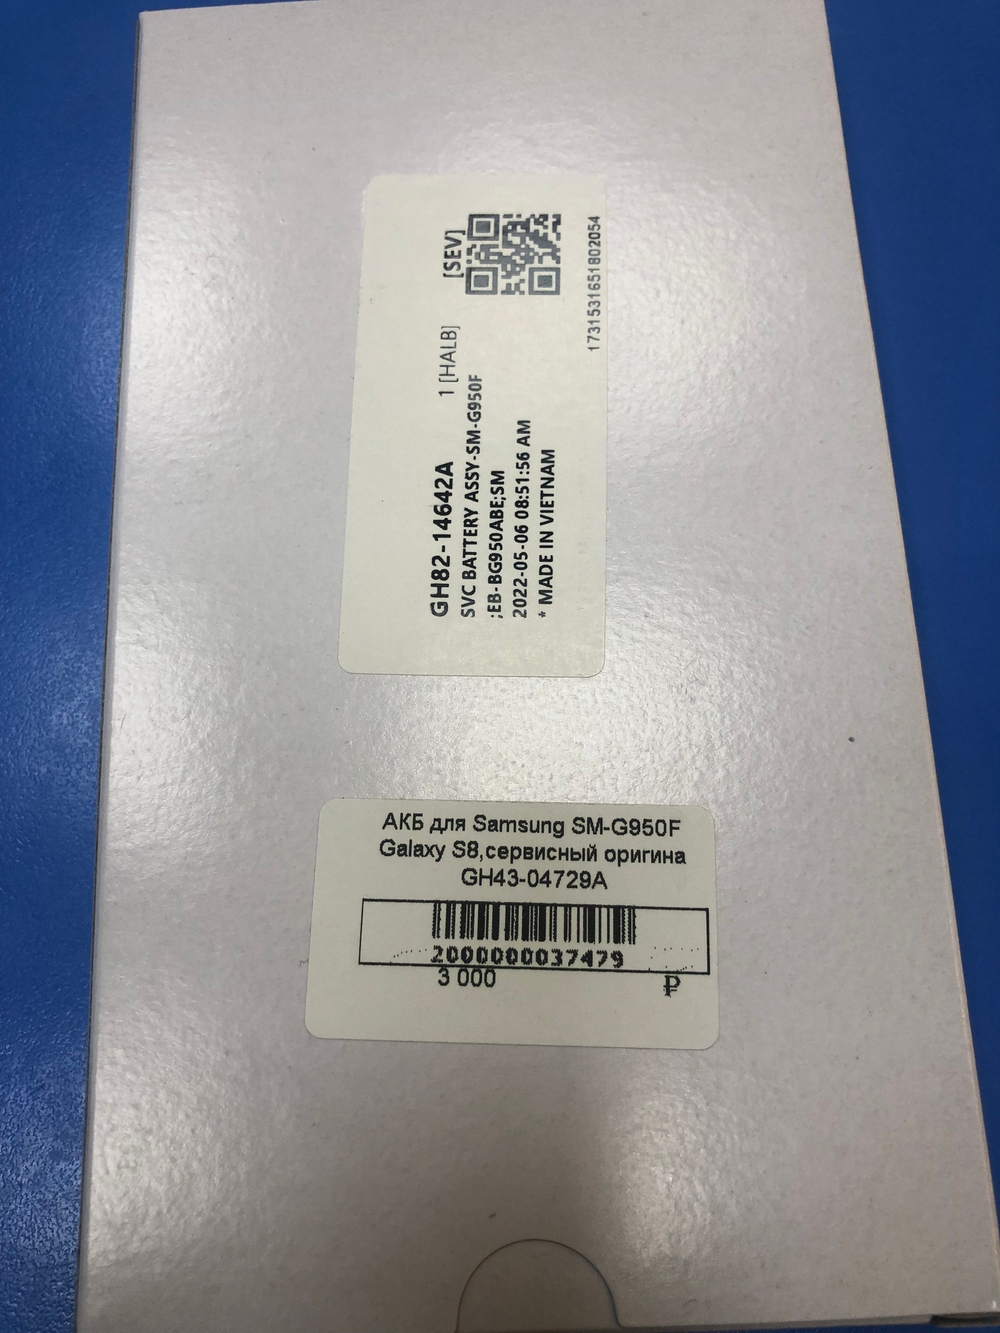 GH82-14642A 1 [HALB] [SEV]
SVC BATTERY ASSY-SM-G950F
;EB-BG950ABE;SM
2022-05-06 08:51:56 AM
* MADE IN VIETNAM
1731531651802054
АКБ для Samsung SM-G950F
Galaxy S8,сервисный оригина
GH43-04729A
2000000037479
3 000 ₽